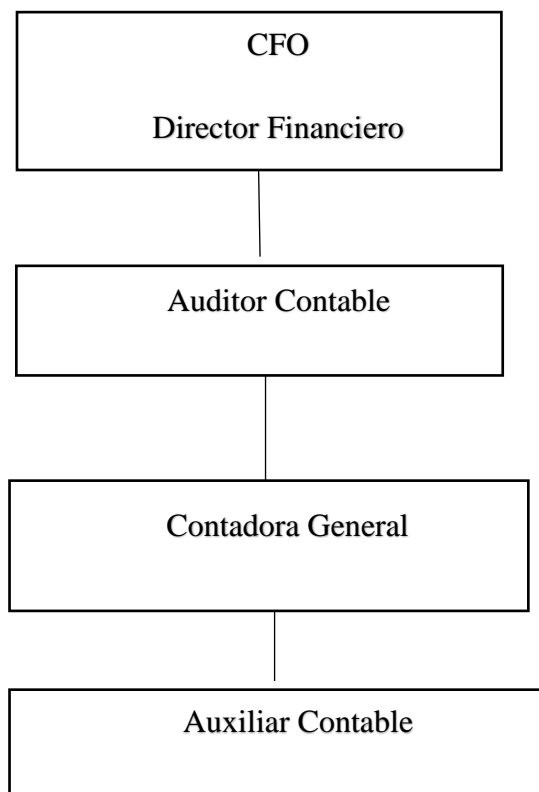 CFO
Director Financiero
Auditor Contable
Contadora General
Auxiliar Contable